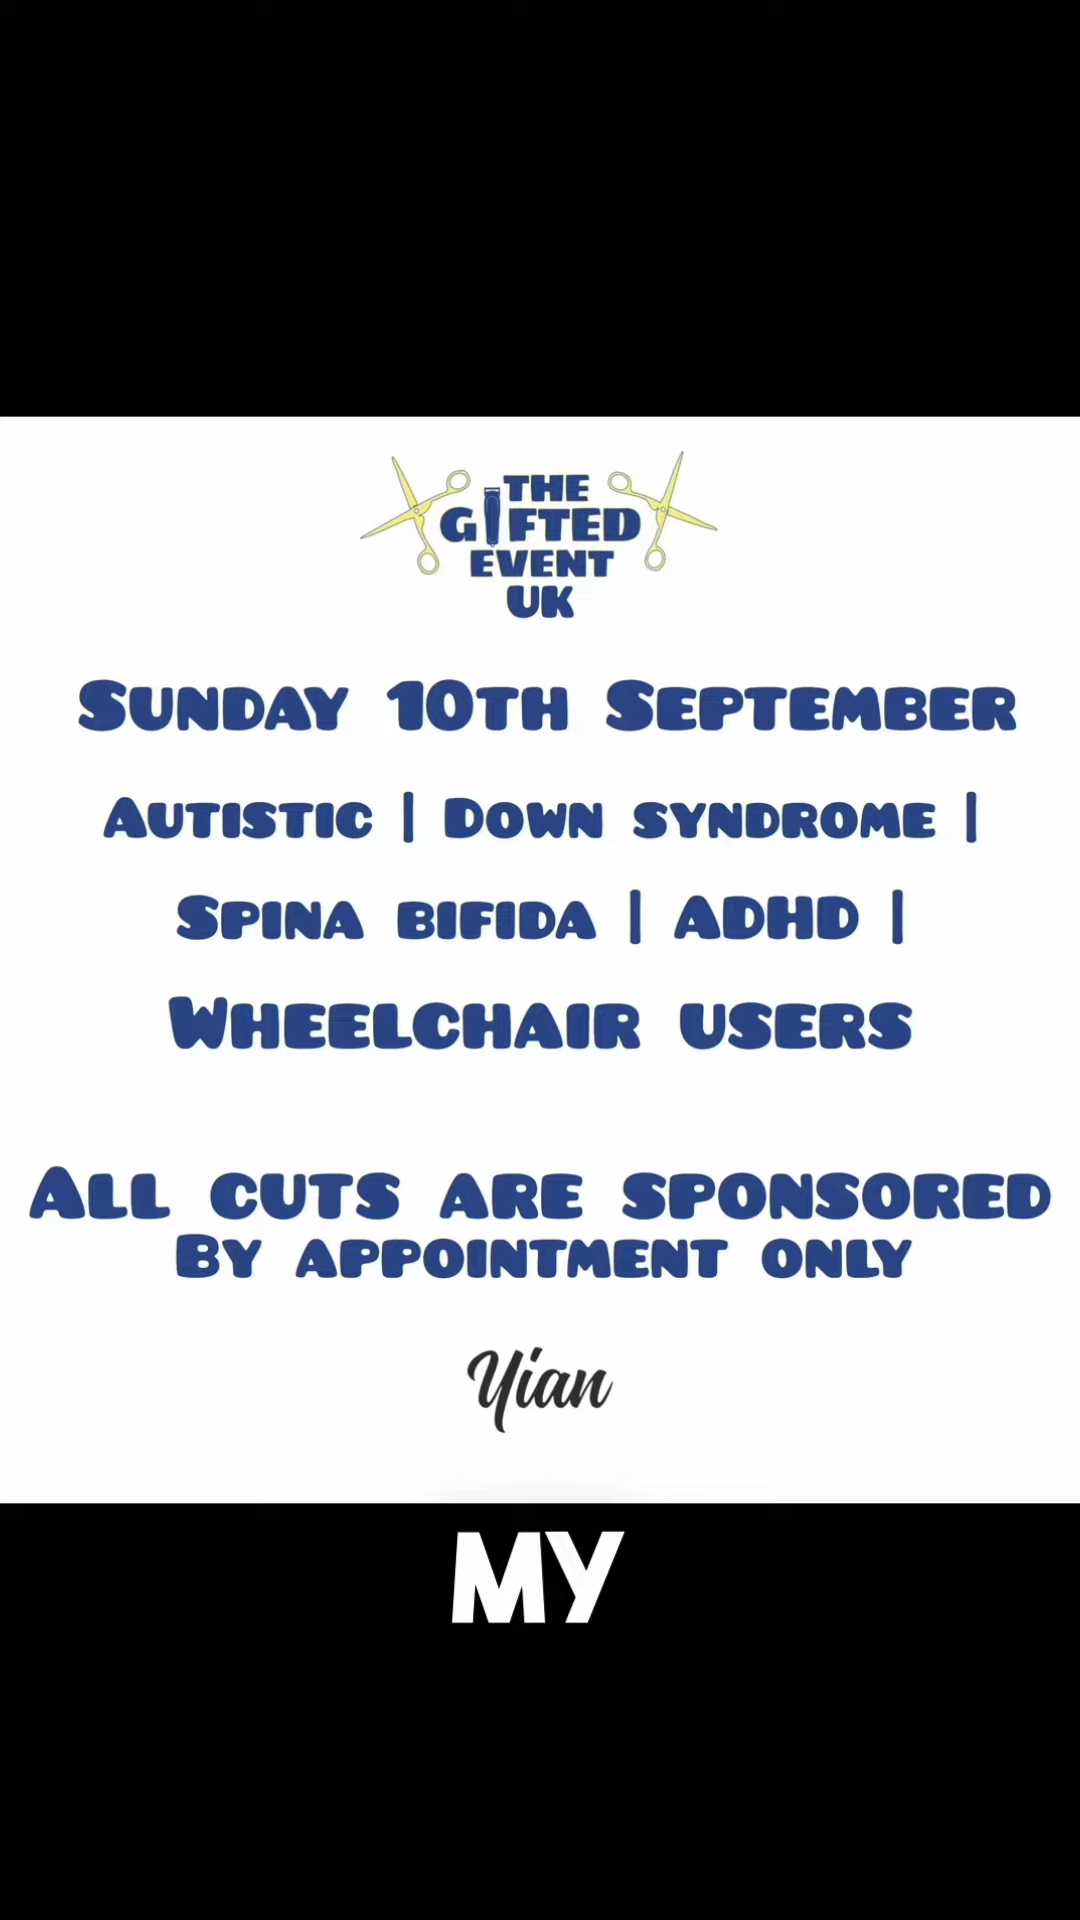 THE
GIFTED
EVENT
UK
SUNDAY 10TH SEPTEMBER
AUTISTIC | DOWN SYNDROME |
SPINA BIFIDA | ADHD |
WHEELCHAIR USERS
ALL CUTS ARE SPONSORED
BY APPOINTMENT ONLY
Yian
MY